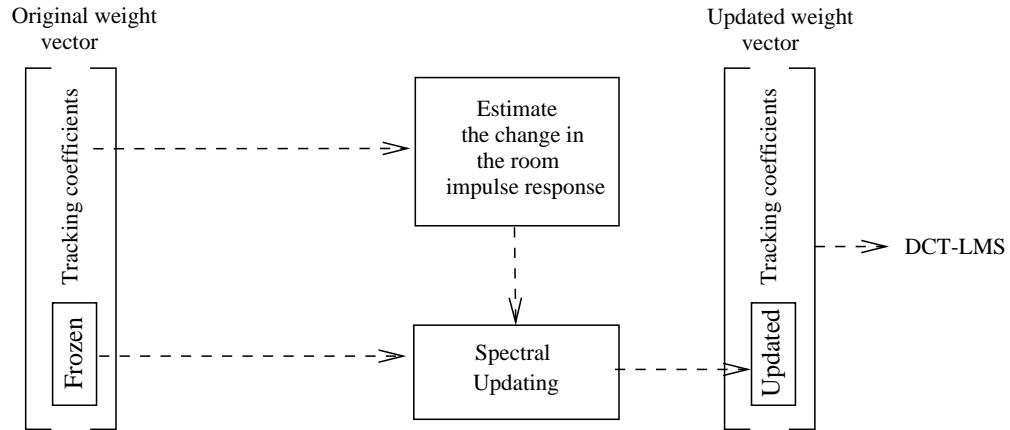 Original weight
vector
Tracking coefficients
Frozen
Estimate
the change in
the room
impulse response
Spectral
Updating
Updated weight
vector
Tracking coefficients
Updated
DCT-LMS